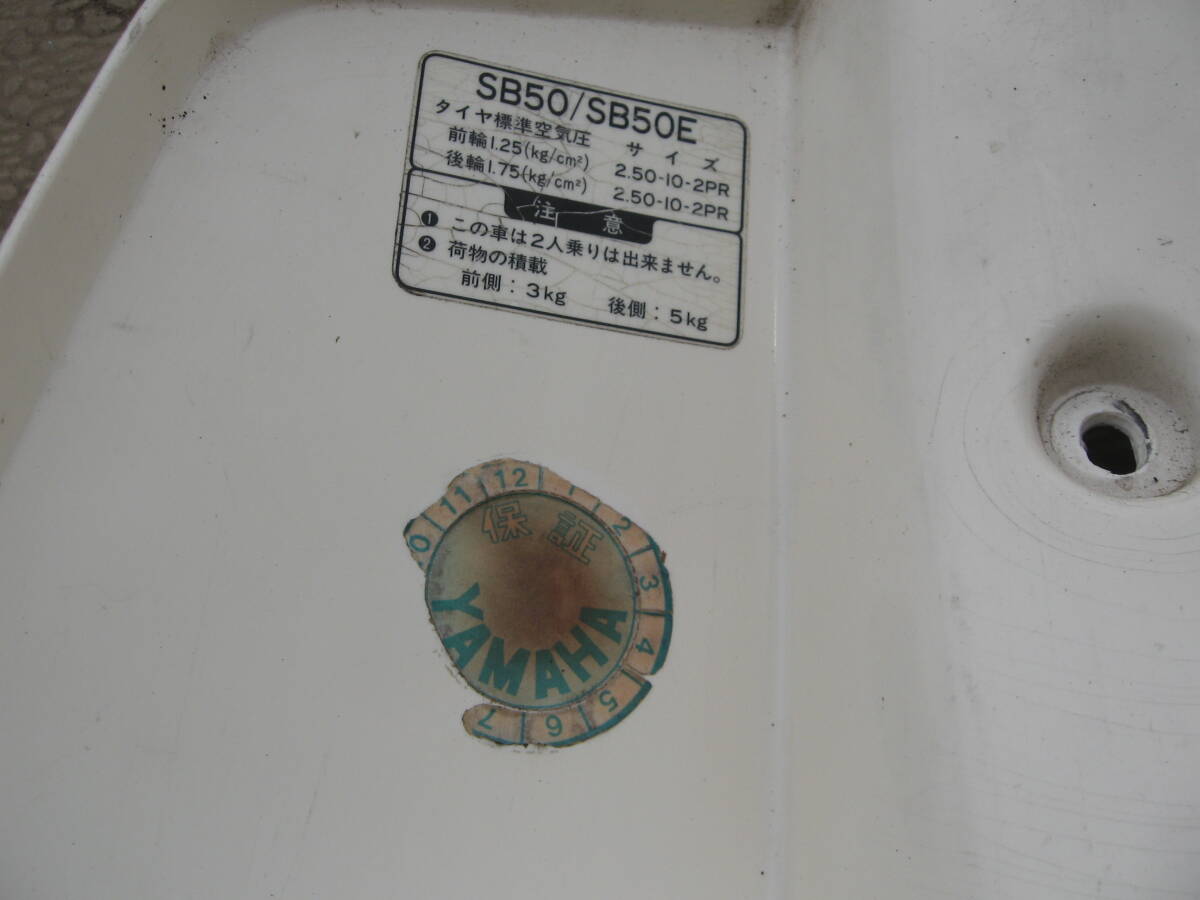 SB50/SB50E
タイヤ標準空気圧 サイズ
前輪1.25(kg/cm²) 2.50-10-2PR
後輪1.75(kg/cm²) 2.50-10-2PR
注意
❶ この車は2人乗りは出来ません。
❷ 荷物の積載
前側:3kg 後側:5kg
11 12 1 2 3 4 5 6 7
保証
YAMAHA